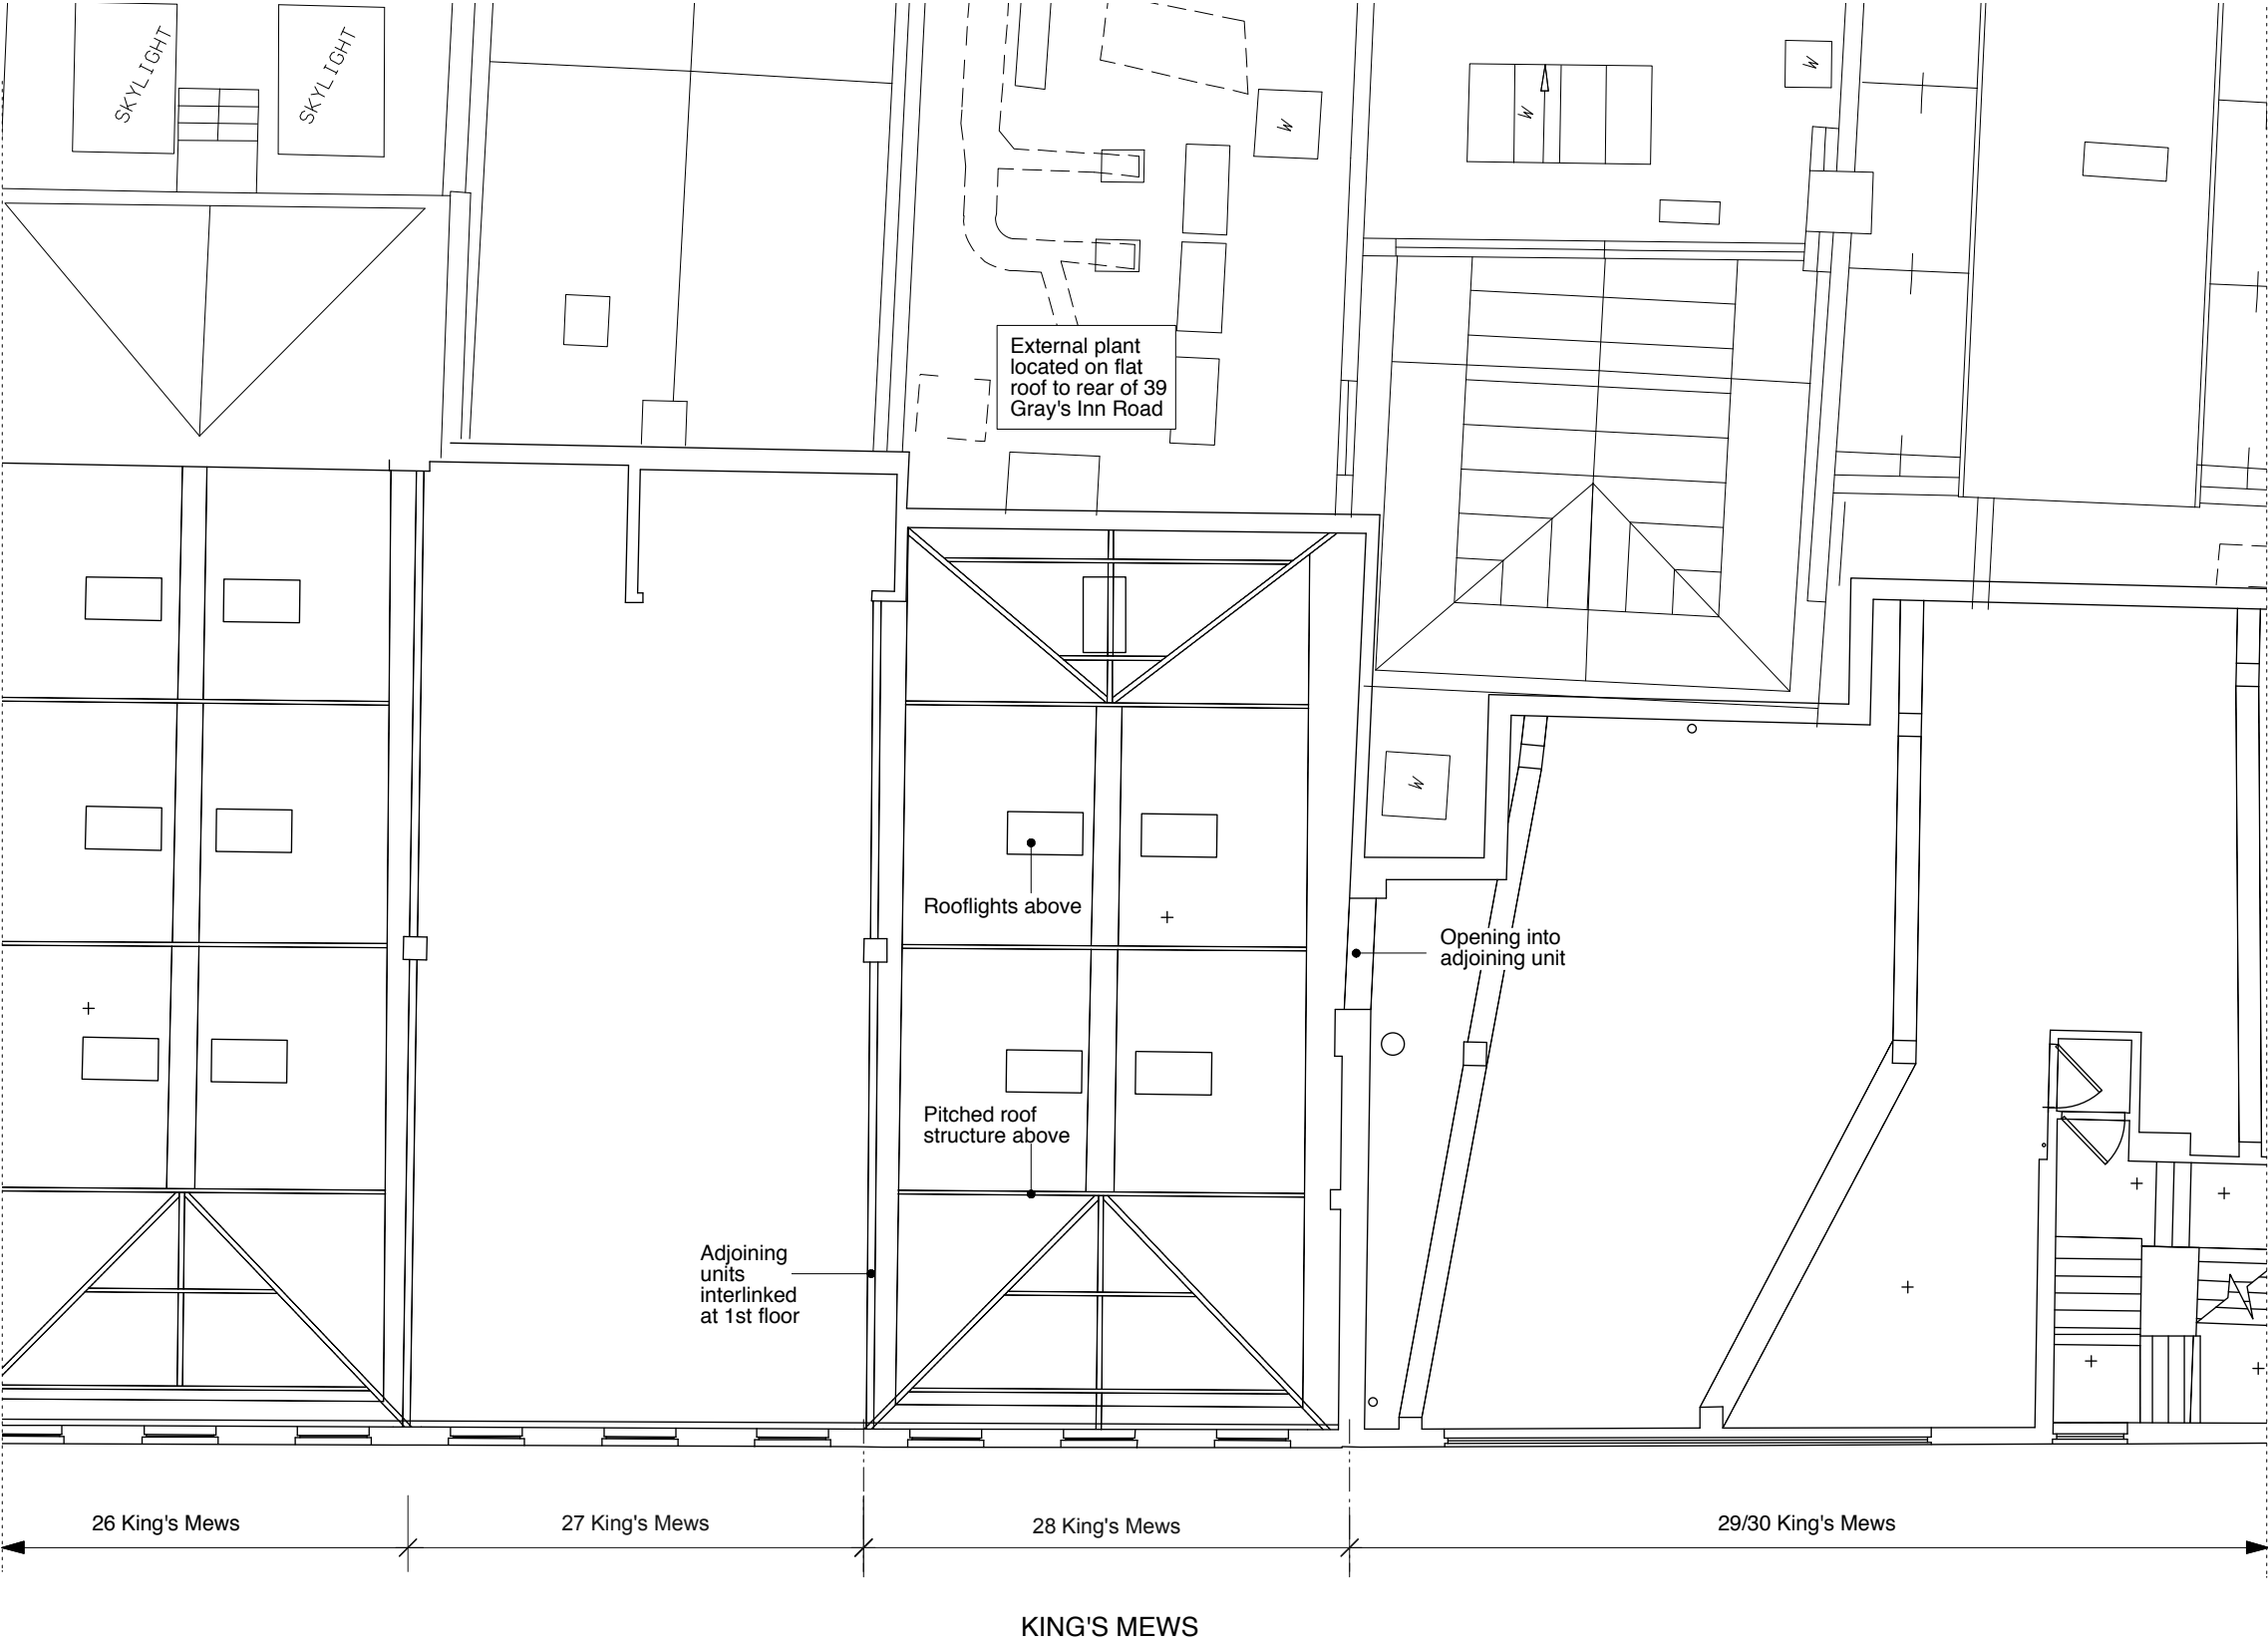 SKYLIGHT
SKYLIGHT
W
W
W
External plant
located on flat
roof to rear of 39
Gray's Inn Road
W
Rooflights above
Opening into
adjoining unit
Pitched roof
structure above
Adjoining
units
interlinked
at 1st floor
26 King's Mews
27 King's Mews
28 King's Mews
29/30 King's Mews
KING'S MEWS